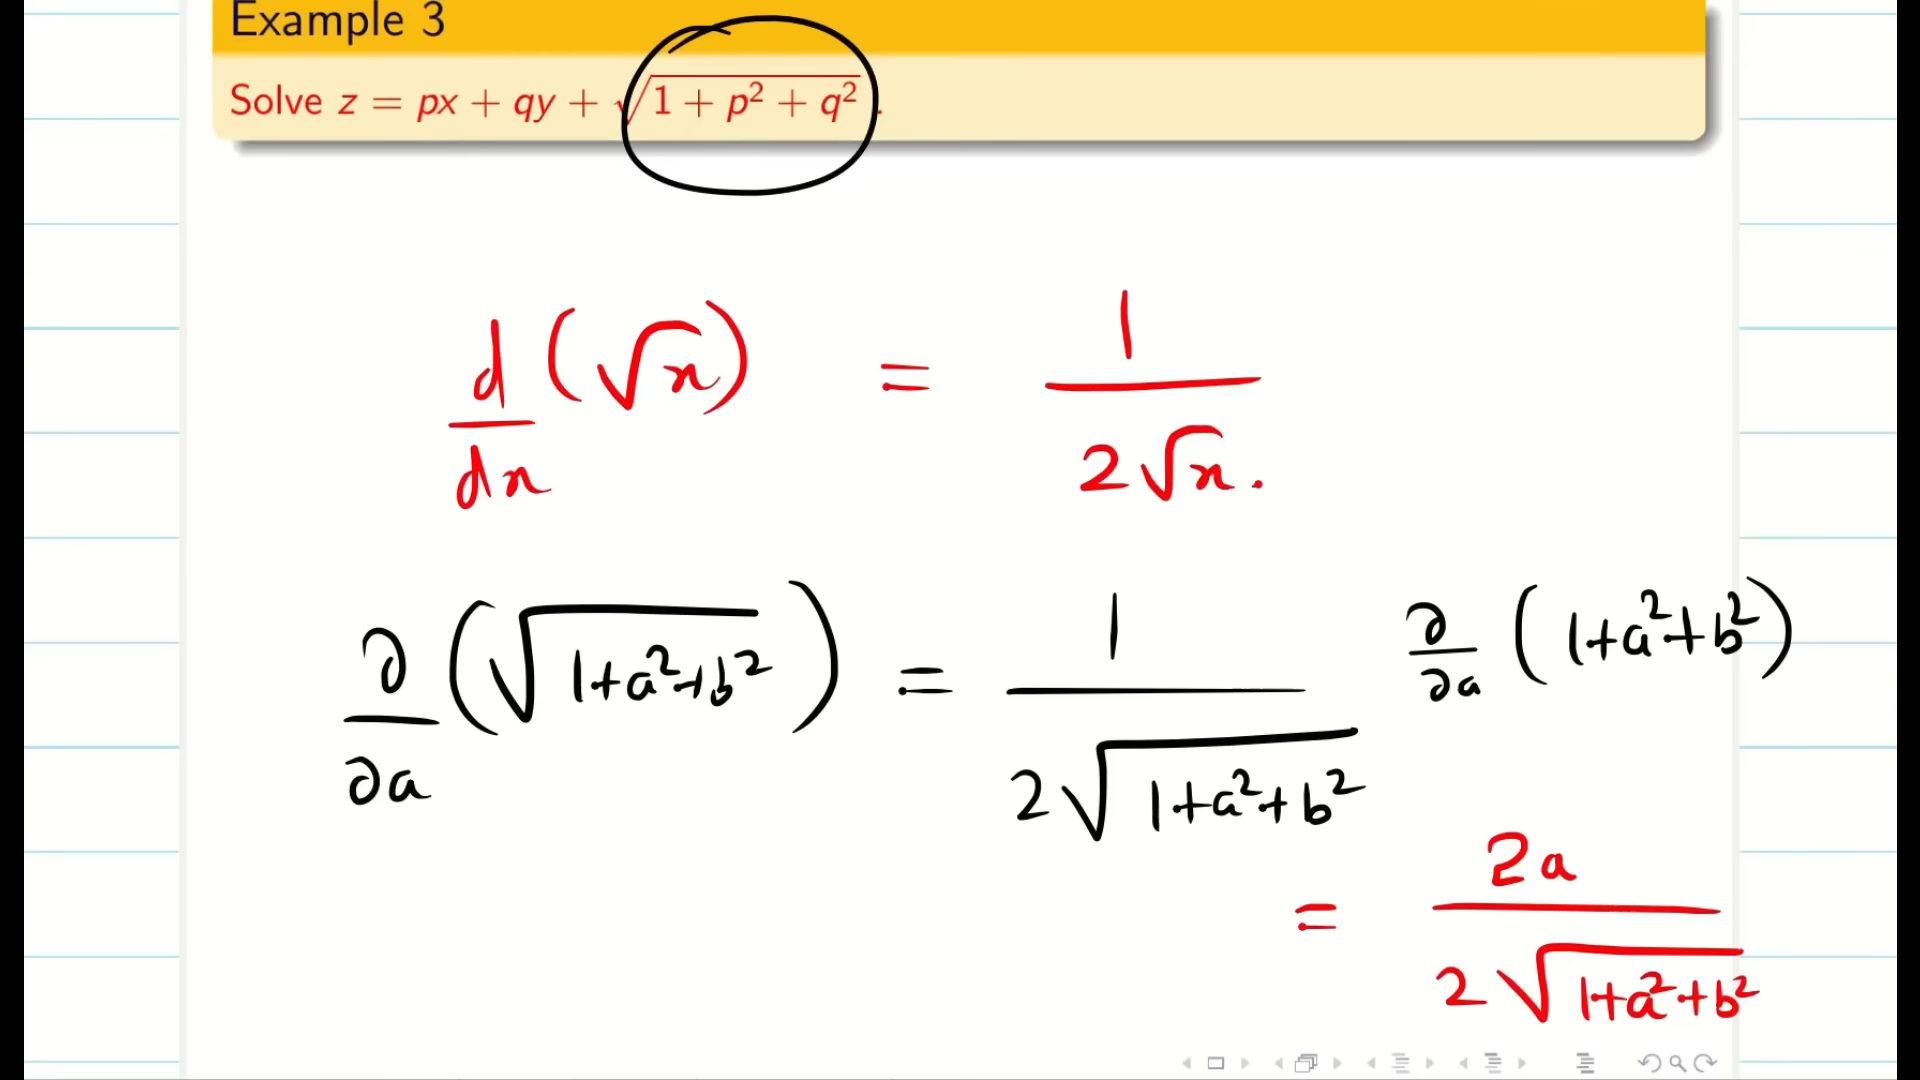 Example 3
Solve z = px + qy + √(1 + p² + q²) .
d/dx (√x) = 1/(2√x).
∂/∂a (√(1+a²+b²)) = 1/(2√(1+a²+b²)) ∂/∂a (1+a²+b²)
= 2a/(2√(1+a²+b²))